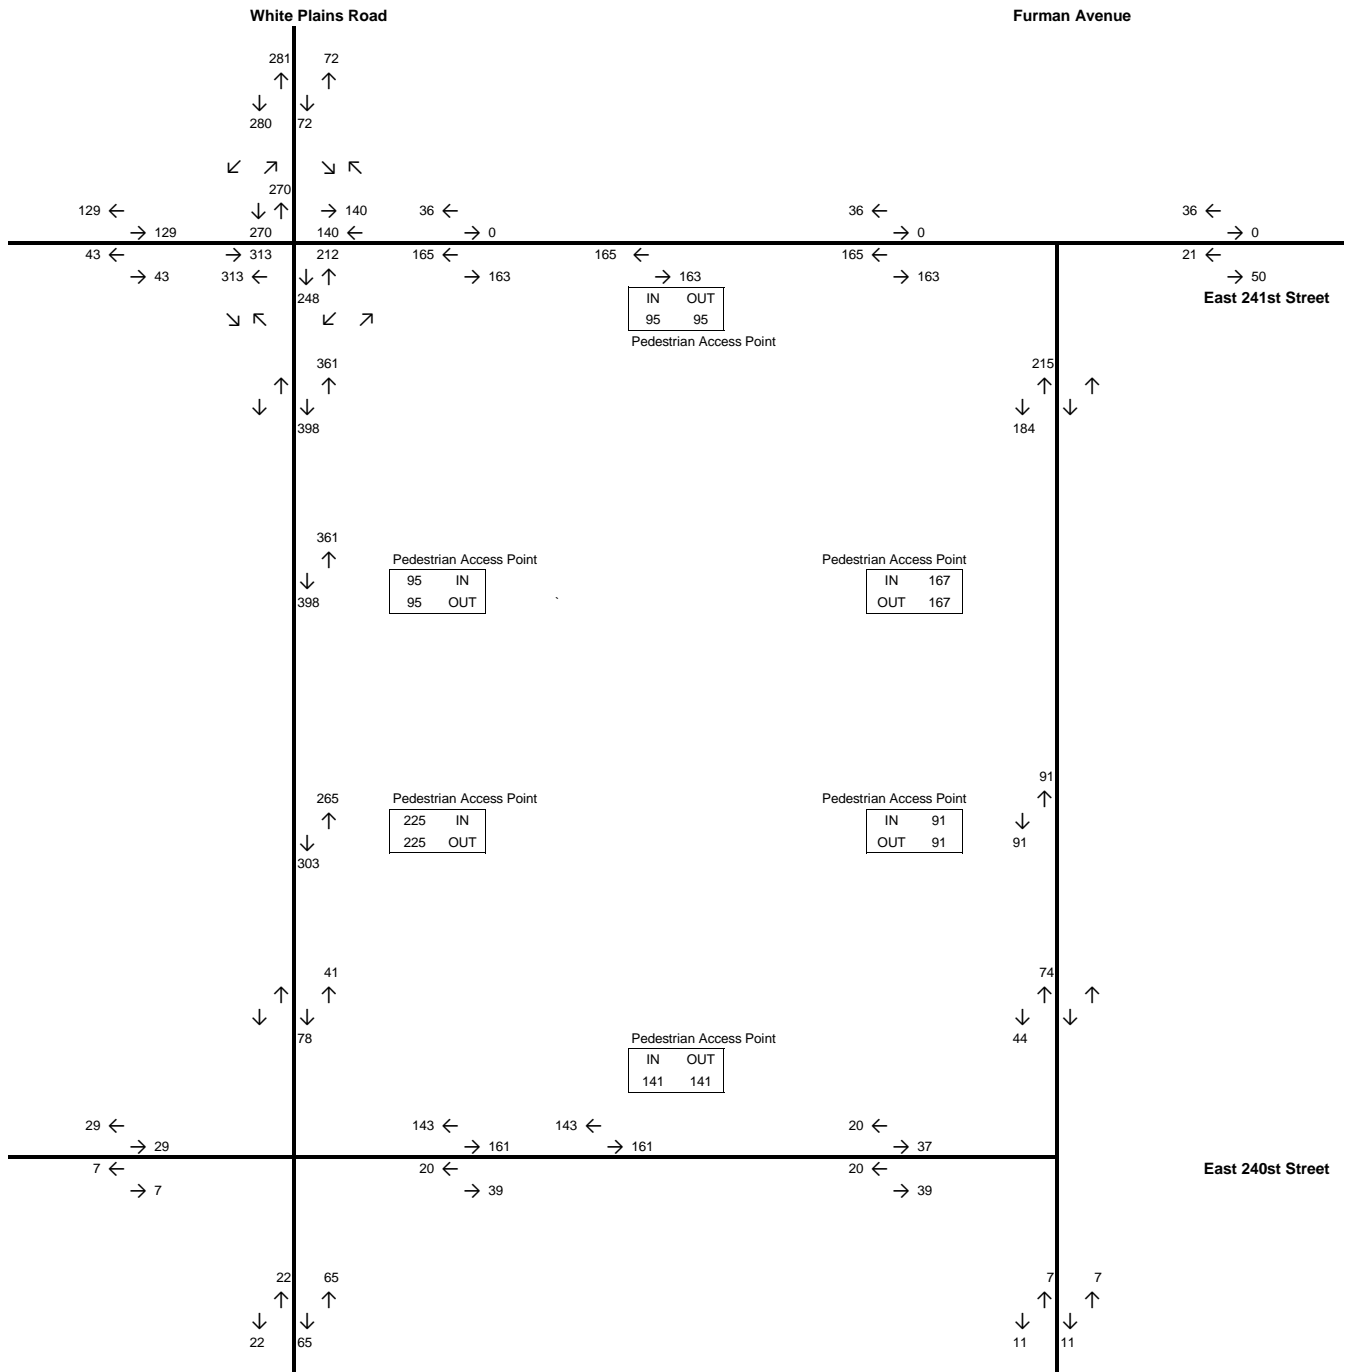 White Plains Road Furman Avenue
281 72
↑ ↑
↓ ↓
280 72
↙ ↗ ↘ ↖
270
129 ← ↓ ↑ → 140 36 ← 36 ← 36 ←
→ 129 270 140 ← → 0 → 0 → 0
43 ← → 313 212 165 ← 165 ← 165 ← 21 ←
→ 43 313 ← ↓ ↑ → 163 → 163 → 163 → 50
248 IN OUT East 241st Street
↘ ↖ ↙ ↗ 95 95
Pedestrian Access Point
361 215
↑ ↑ ↑ ↑
↓ ↓ ↓ ↓
398 184
361 Pedestrian Access Point Pedestrian Access Point
↑
↓ 95 IN IN 167
398 95 OUT ` OUT 167
91
265 Pedestrian Access Point Pedestrian Access Point ↑
↑ 225 IN IN 91 ↓
↓ 225 OUT OUT 91 91
303
41 74
↑ ↑ ↑ ↑
↓ ↓ ↓ ↓
78 44
Pedestrian Access Point
IN OUT
141 141
29 ← 143 ← 143 ← 20 ←
→ 29 → 161 → 161 → 37
7 ← 20 ← 20 ← East 240st Street
→ 7 → 39 → 39
22 65 7 7
↑ ↑ ↑ ↑
↓ ↓ ↓ ↓
22 65 11 11